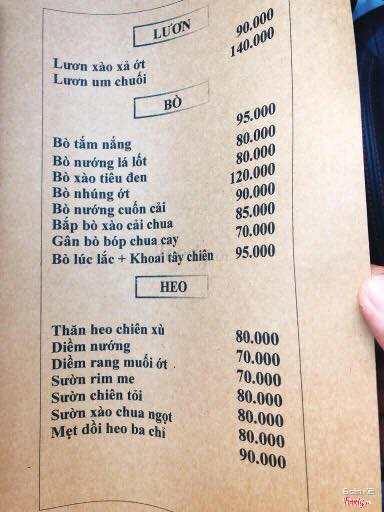 LƯƠN
Lươn xào xả ớt 90.000
Lươn um chuối 140.000
BÒ
Bò tắm nắng 95.000
Bò nướng lá lốt 80.000
Bò xào tiêu đen 80.000
Bò nhúng ớt 120.000
Bò nướng cuốn cải 90.000
Bắp bò xào cải chua 85.000
Gân bò bóp chua cay 70.000
Bò lúc lắc + Khoai tây chiên 95.000
HEO
Thăn heo chiên xù 80.000
Diềm nướng 70.000
Diềm rang muối ớt 70.000
Sườn rim me 80.000
Sườn chiên tỏi 80.000
Sườn xào chua ngọt 80.000
Mẹt dồi heo ba chỉ 90.000